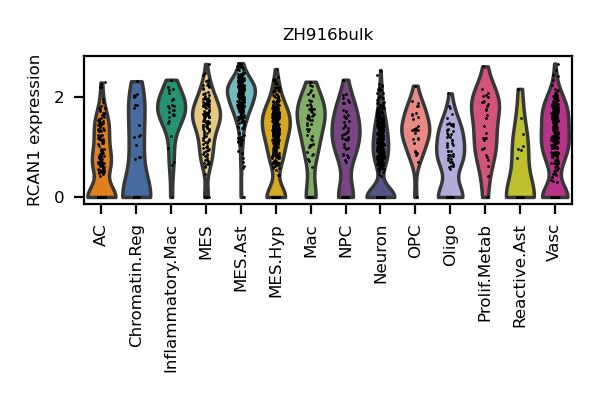 ZH916bulk
RCAN1 expression
2
0
AC
Chromatin.Reg
Inflammatory.Mac
MES
MES.Ast
MES.Hyp
Mac
NPC
Neuron
OPC
Oligo
Prolif.Metab
Reactive.Ast
Vasc